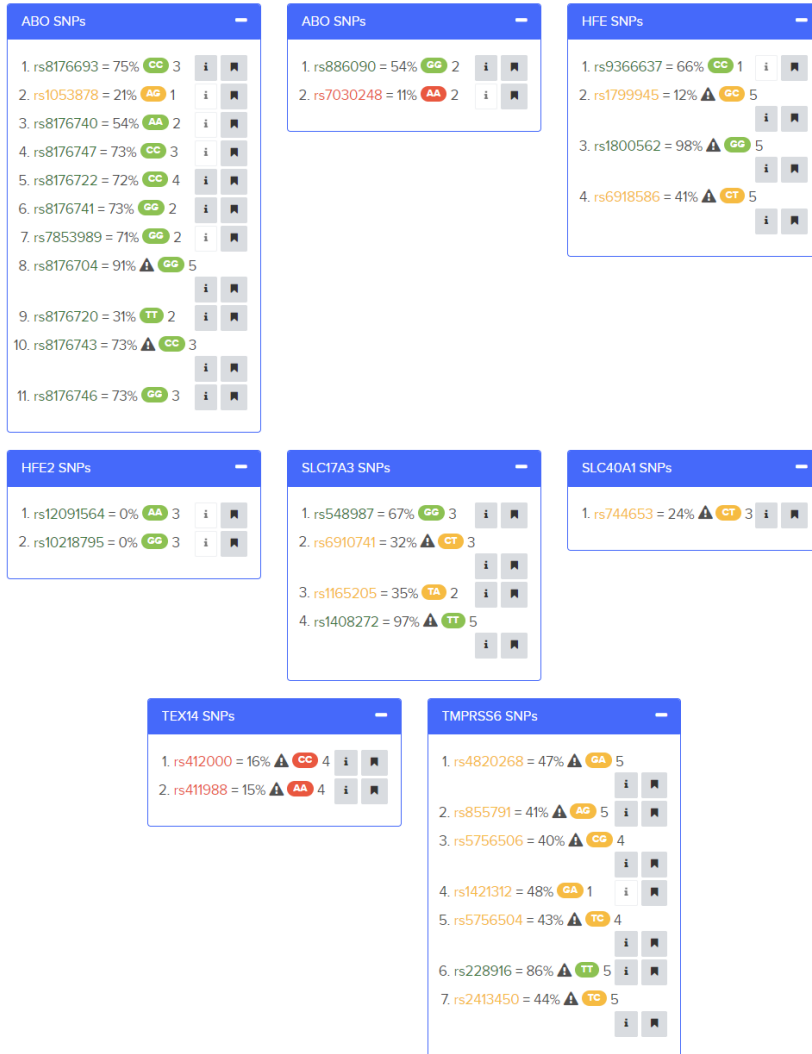 ABO SNPs
1. rs8176693 = 75% CC 3
2. rs1053878 = 21% AG 1
3. rs8176740 = 54% AA 2
4. rs8176747 = 73% CC 3
5. rs8176722 = 72% CC 4
6. rs8176741 = 73% GG 2
7. rs7853989 = 71% GG 2
8. rs8176704 = 91% GG 5
9. rs8176720 = 31% TT 2
10. rs8176743 = 73% CC 3
11. rs8176746 = 73% GG 3
ABO SNPs
1. rs886090 = 54% GG 2
2. rs7030248 = 11% AA 2
HFE SNPs
1. rs9366637 = 66% CC 1
2. rs1799945 = 12% GC 5
3. rs1800562 = 98% GG 5
4. rs6918586 = 41% CT 5
HFE2 SNPs
1. rs12091564 = 0% AA 3
2. rs10218795 = 0% GG 3
SLC17A3 SNPs
1. rs548987 = 67% GG 3
2. rs6910741 = 32% CT 3
3. rs1165205 = 35% TA 2
4. rs1408272 = 97% TT 5
SLC40A1 SNPs
1. rs744653 = 24% CT 3
TEX14 SNPs
1. rs412000 = 16% CC 4
2. rs411988 = 15% AA 4
TMPRSS6 SNPs
1. rs4820268 = 47% GA 5
2. rs855791 = 41% AG 5
3. rs5756506 = 40% CG 4
4. rs1421312 = 48% GA 1
5. rs5756504 = 43% TC 4
6. rs228916 = 86% TT 5
7. rs2413450 = 44% TC 5